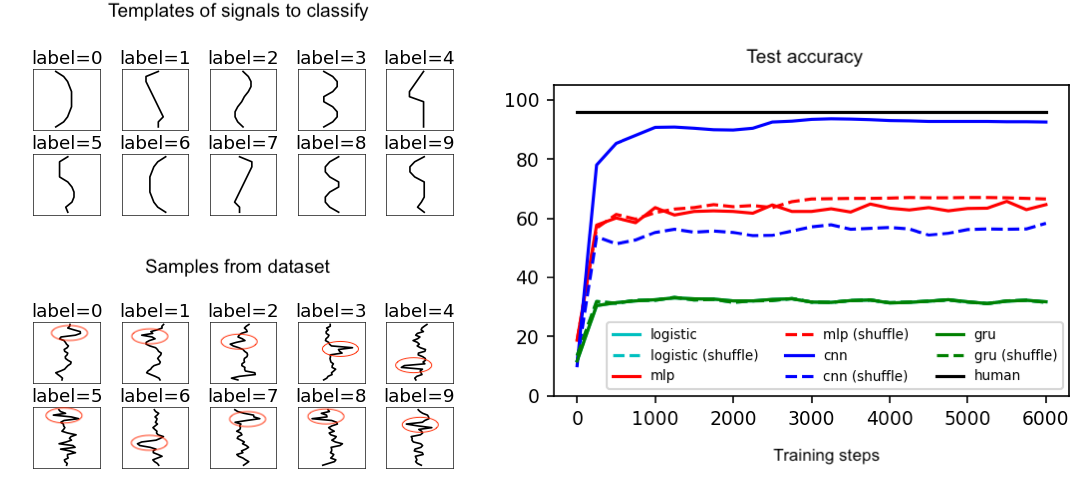 Templates of signals to classify
label=0 label=1 label=2 label=3 label=4
label=5 label=6 label=7 label=8 label=9
Samples from dataset
label=0 label=1 label=2 label=3 label=4
label=5 label=6 label=7 label=8 label=9
Test accuracy
100
80
60
40
20
0
logistic
logistic (shuffle)
mlp
mlp (shuffle)
cnn
cnn (shuffle)
gru
gru (shuffle)
human
0 1000 2000 3000 4000 5000 6000
Training steps